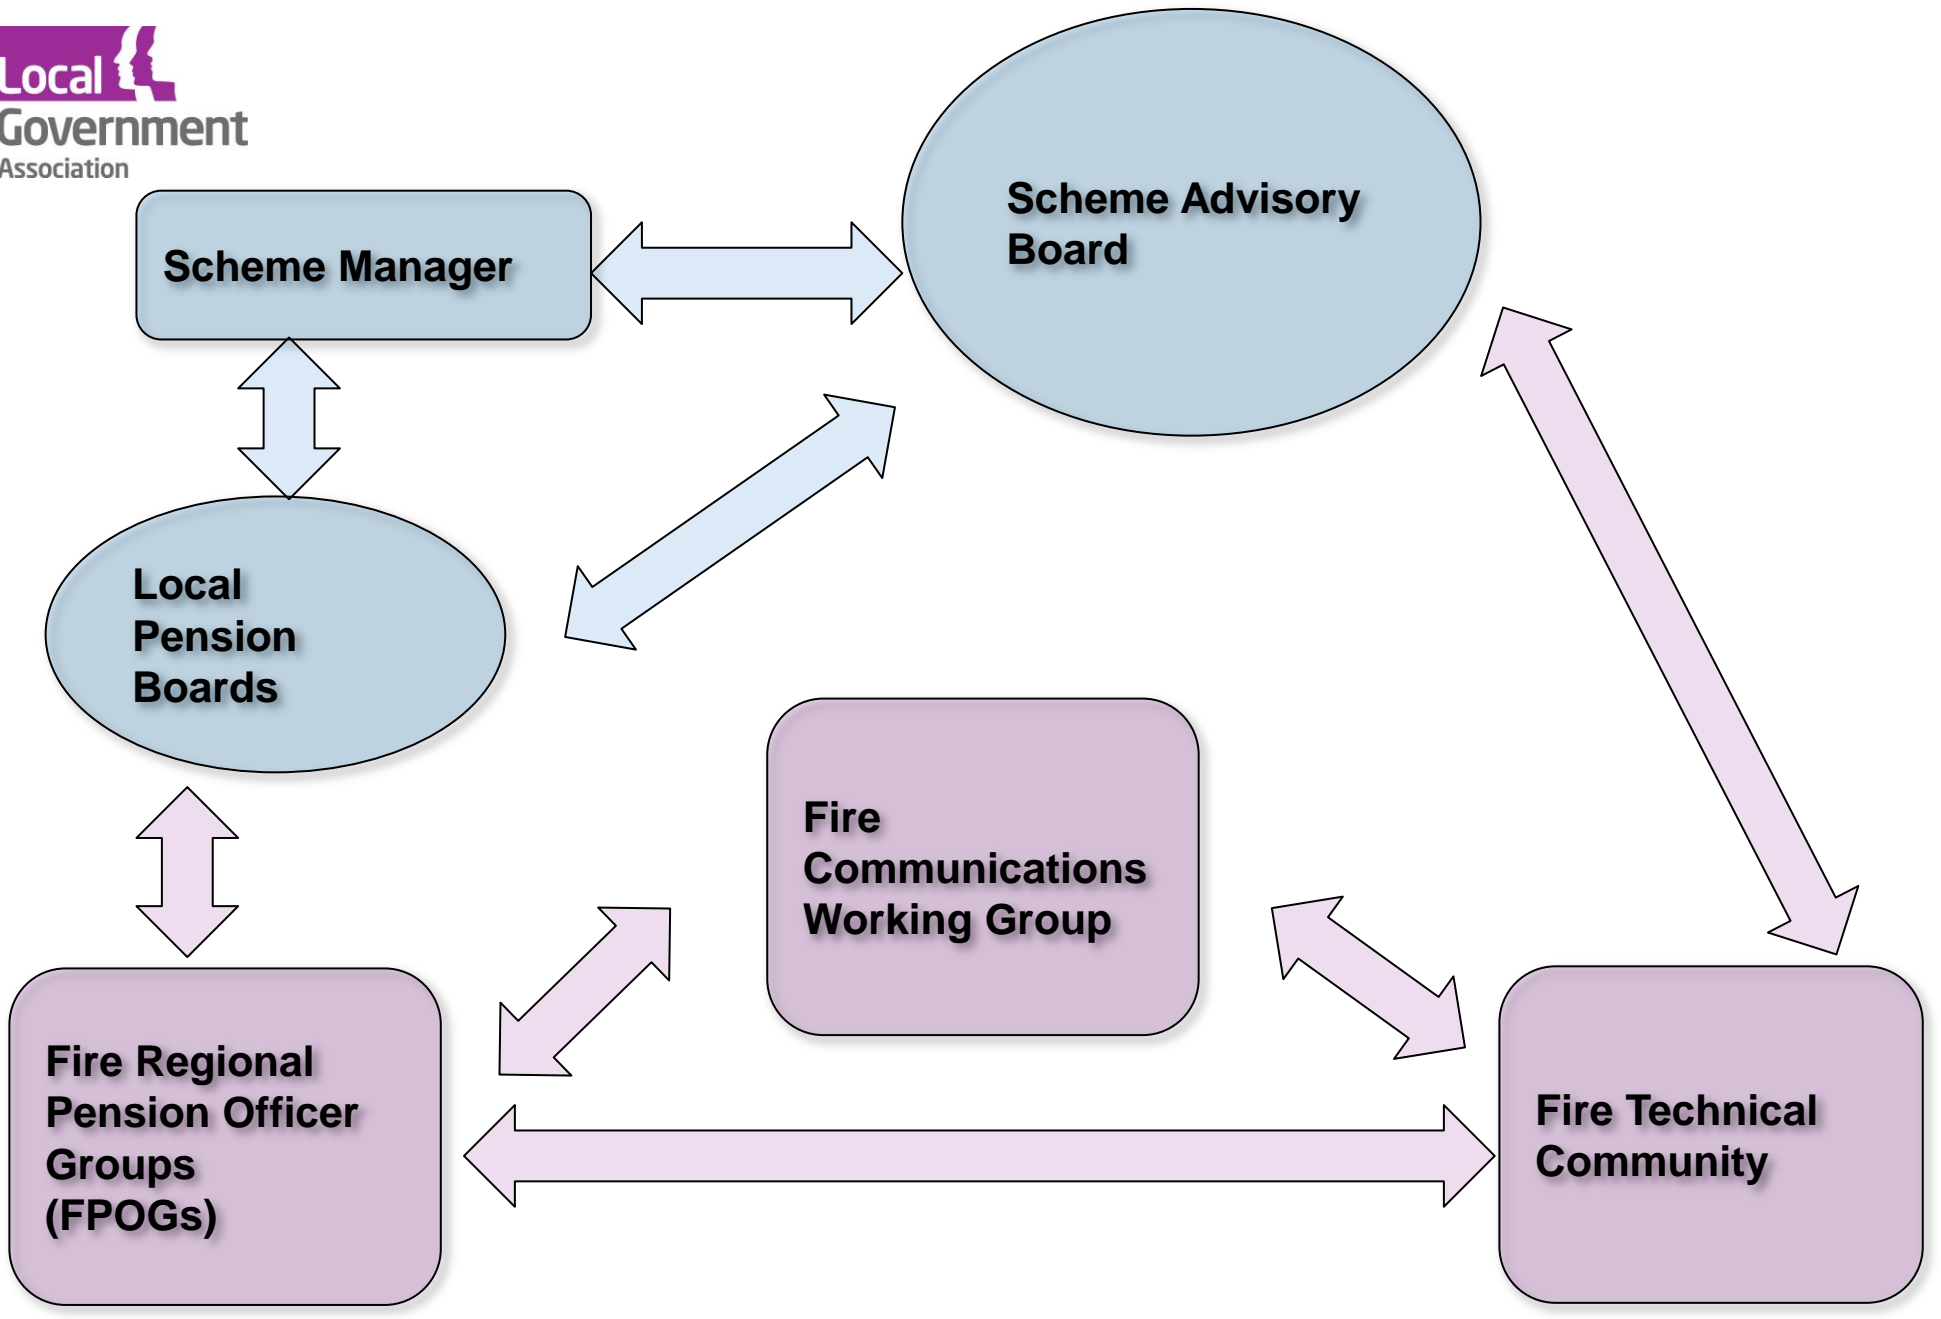 Local
Government
Association
Scheme Manager
Scheme Advisory
Board
Local
Pension
Boards
Fire
Communications
Working Group
Fire Regional
Pension Officer
Groups
(FPOGs)
Fire Technical
Community